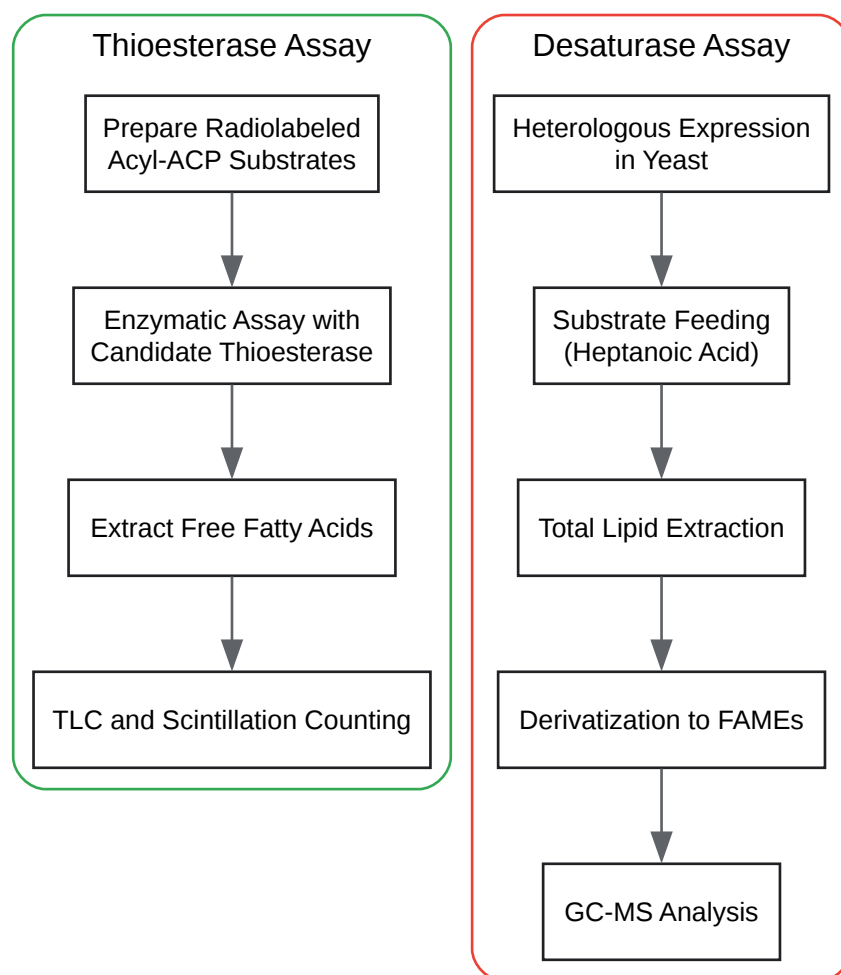 Thioesterase Assay
Prepare Radiolabeled
Acyl-ACP Substrates
Enzymatic Assay with
Candidate Thioesterase
Extract Free Fatty Acids
TLC and Scintillation Counting
Desaturase Assay
Heterologous Expression
in Yeast
Substrate Feeding
(Heptanoic Acid)
Total Lipid Extraction
Derivatization to FAMEs
GC-MS Analysis